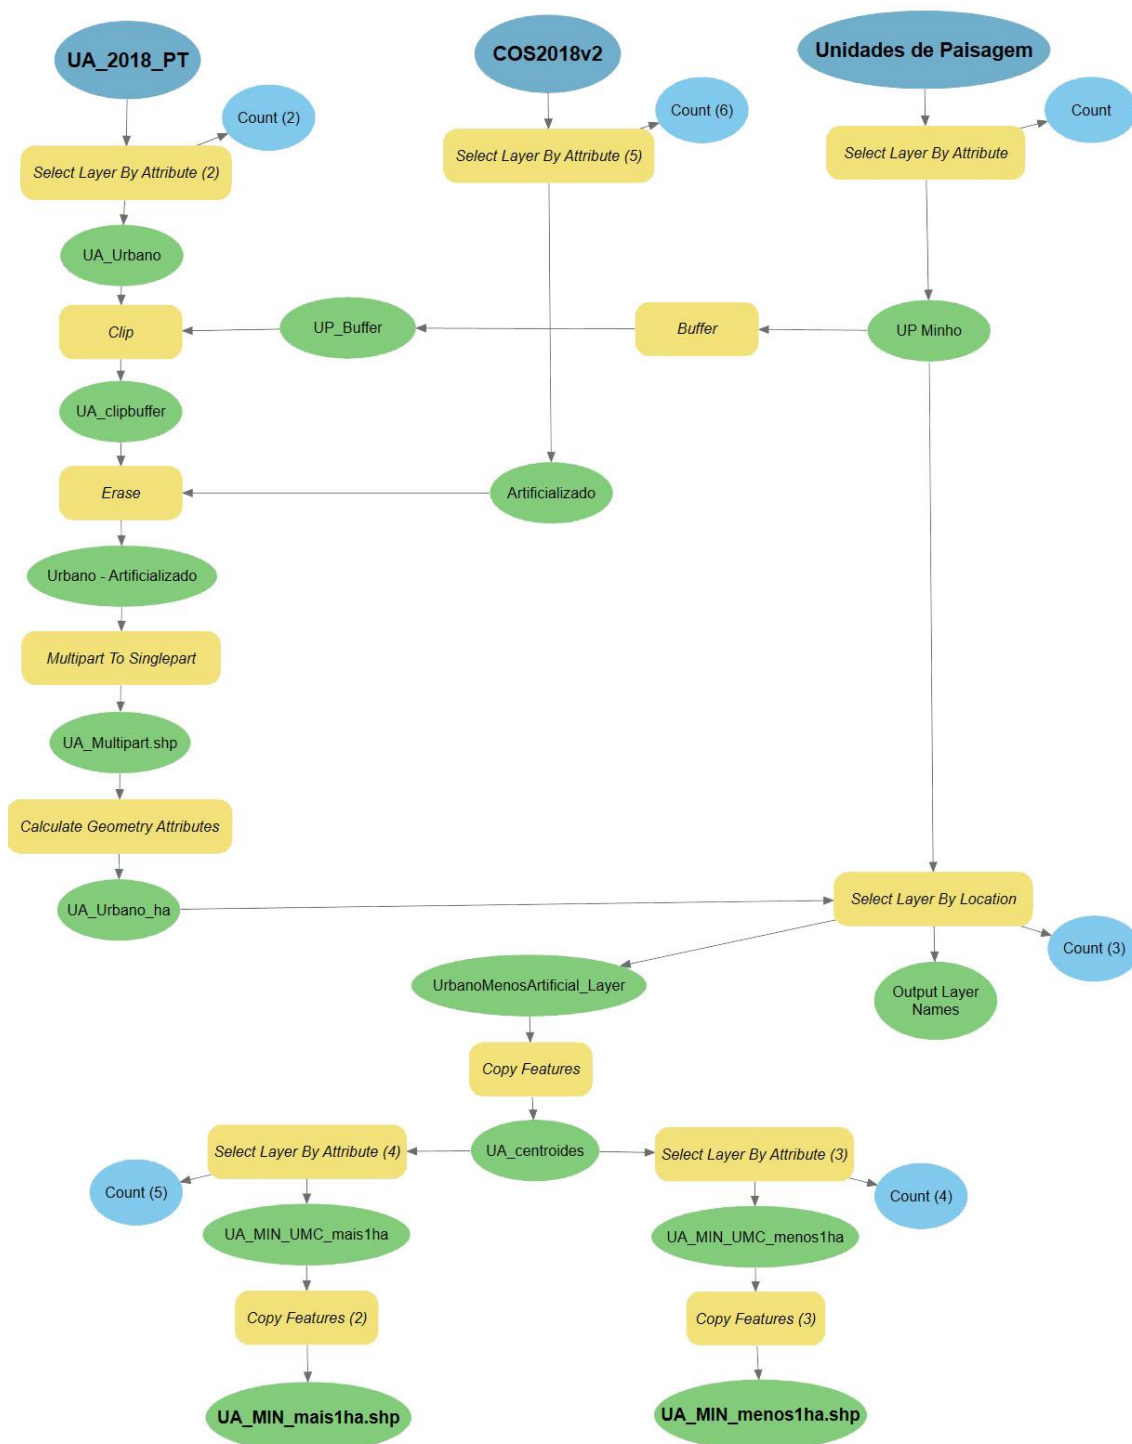 UA_2018_PT
COS2018v2
Unidades de Paisagem
Count (2)
Count (6)
Count
Select Layer By Attribute (2)
Select Layer By Attribute (5)
Select Layer By Attribute
UA_Urbano
Clip
UP_Buffer
Buffer
UP Minho
UA_clipbuffer
Erase
Artificializado
Urbano - Artificializado
Multipart To Singlepart
UA_Multipart.shp
Calculate Geometry Attributes
UA_Urbano_ha
Select Layer By Location
Count (3)
UrbanoMenosArtificial_Layer
Output Layer
Names
Copy Features
Select Layer By Attribute (4)
UA_centroides
Select Layer By Attribute (3)
Count (5)
Count (4)
UA_MIN_UMC_mais1ha
UA_MIN_UMC_menos1ha
Copy Features (2)
Copy Features (3)
UA_MIN_mais1ha.shp
UA_MIN_menos1ha.shp